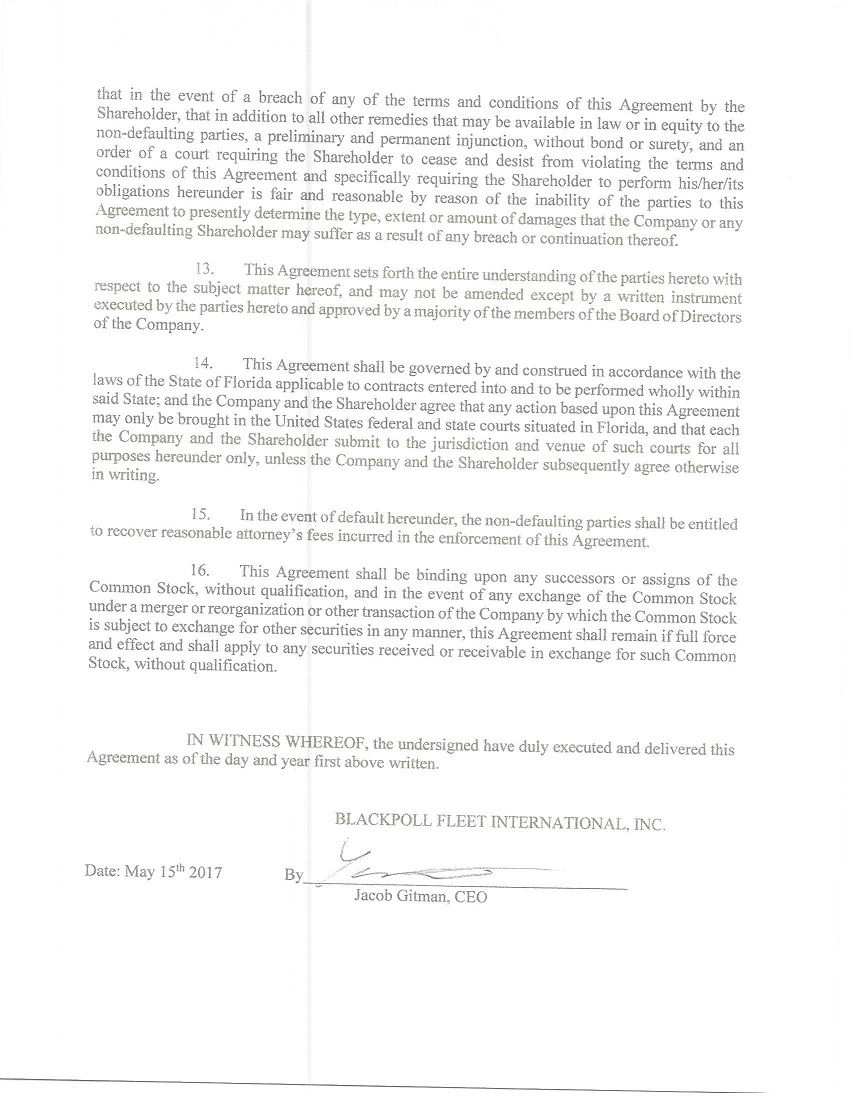 that in the event of a breach of any of the terms and conditions of this Agreement by the
Shareholder, that in addition to all other remedies that may be available in law or in equity to the
non-defaulting parties, a preliminary and permanent injunction, without bond or surety, and an
order of a court requiring the Shareholder to cease and desist from violating the terms and
conditions of this Agreement and specifically requiring the Shareholder to perform his/her/its
obligations hereunder is fair and reasonable by reason of the inability of the parties to this
Agreement to presently determine the type, extent or amount of damages that the Company or any
non-defaulting Shareholder may suffer as a result of any breach or continuation thereof.
13. This Agreement sets forth the entire understanding of the parties hereto with
respect to the subject matter hereof, and may not be amended except by a written instrument
executed by the parties hereto and approved by a majority of the members of the Board of Directors
of the Company.
14. This Agreement shall be governed by and construed in accordance with the
laws of the State of Florida applicable to contracts entered into and to be performed wholly within
said State; and the Company and the Shareholder agree that any action based upon this Agreement
may only be brought in the United States federal and state courts situated in Florida, and that each
the Company and the Shareholder submit to the jurisdiction and venue of such courts for all
purposes hereunder only, unless the Company and the Shareholder subsequently agree otherwise
in writing.
15. In the event of default hereunder, the non-defaulting parties shall be entitled
to recover reasonable attorney's fees incurred in the enforcement of this Agreement.
16. This Agreement shall be binding upon any successors or assigns of the
Common Stock, without qualification, and in the event of any exchange of the Common Stock
under a merger or reorganization or other transaction of the Company by which the Common Stock
is subject to exchange for other securities in any manner, this Agreement shall remain if full force
and effect and shall apply to any securities received or receivable in exchange for such Common
Stock, without qualification.
IN WITNESS WHEREOF, the undersigned have duly executed and delivered this
Agreement as of the day and year first above written.
BLACKPOLL FLEET INTERNATIONAL, INC.
Date: May 15th 2017 By
Jacob Gitman, CEO